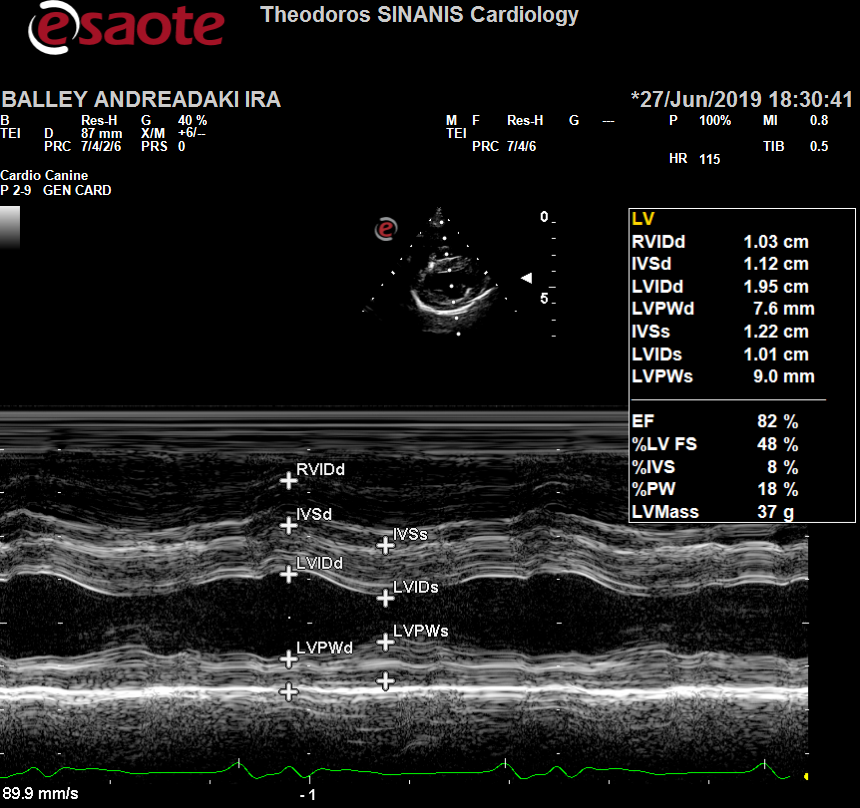 esaote
Theodoros SINANIS Cardiology
BALLEY ANDREADAKI IRA
*27/Jun/2019 18:30:41
B Res-H G 40 %
TEI D 87 mm X/M +6/--
PRC 7/4/2/6 PRS 0
M F Res-H G ---
TEI
PRC 7/4/6
P 100% MI 0.8
TIB 0.5
HR 115
Cardio Canine
P 2-9 GEN CARD
e
0
5
LV
RVIDd 1.03 cm
IVSd 1.12 cm
LVIDd 1.95 cm
LVPWd 7.6 mm
IVSs 1.22 cm
LVIDs 1.01 cm
LVPWs 9.0 mm
EF 82 %
%LV FS 48 %
%IVS 8 %
%PW 18 %
LVMass 37 g
RVIDd
IVSd
IVSs
LVIDd
LVIDs
LVPWs
LVPWd
89.9 mm/s
-1